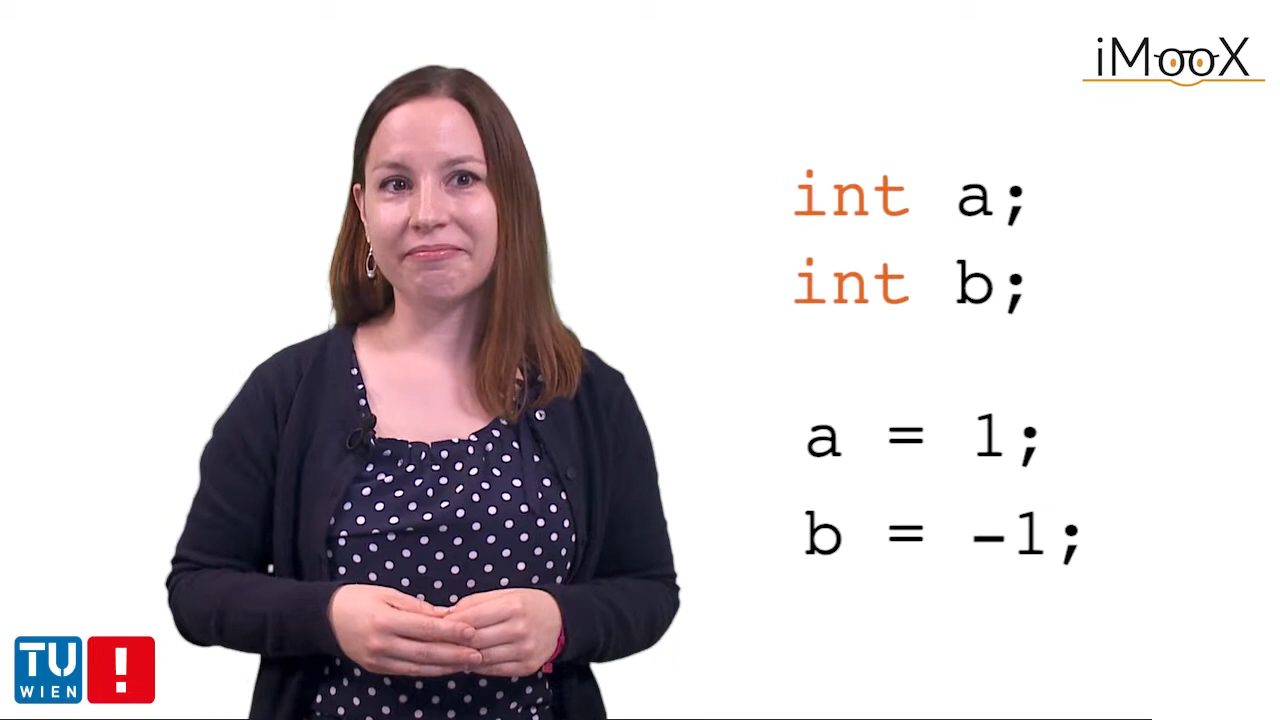 iMooX
int a;
int b;
a = 1;
b = -1;
TU
WIEN
!